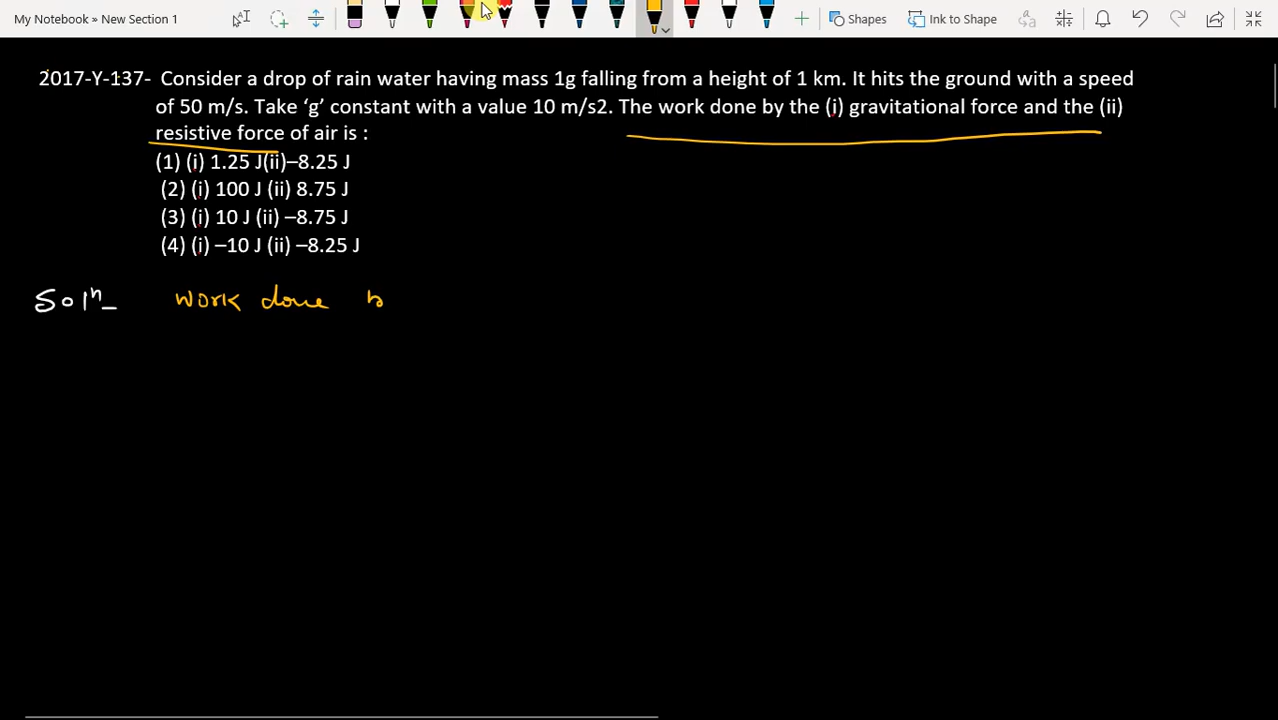 My Notebook » New Section 1
Shapes
Ink to Shape
2017-Y-137- Consider a drop of rain water having mass 1g falling from a height of 1 km. It hits the ground with a speed
of 50 m/s. Take ‘g’ constant with a value 10 m/s2. The work done by the (i) gravitational force and the (ii)
resistive force of air is :
(1) (i) 1.25 J(ii)–8.25 J
(2) (i) 100 J (ii) 8.75 J
(3) (i) 10 J (ii) –8.75 J
(4) (i) –10 J (ii) –8.25 J
Solⁿ_ Work done b